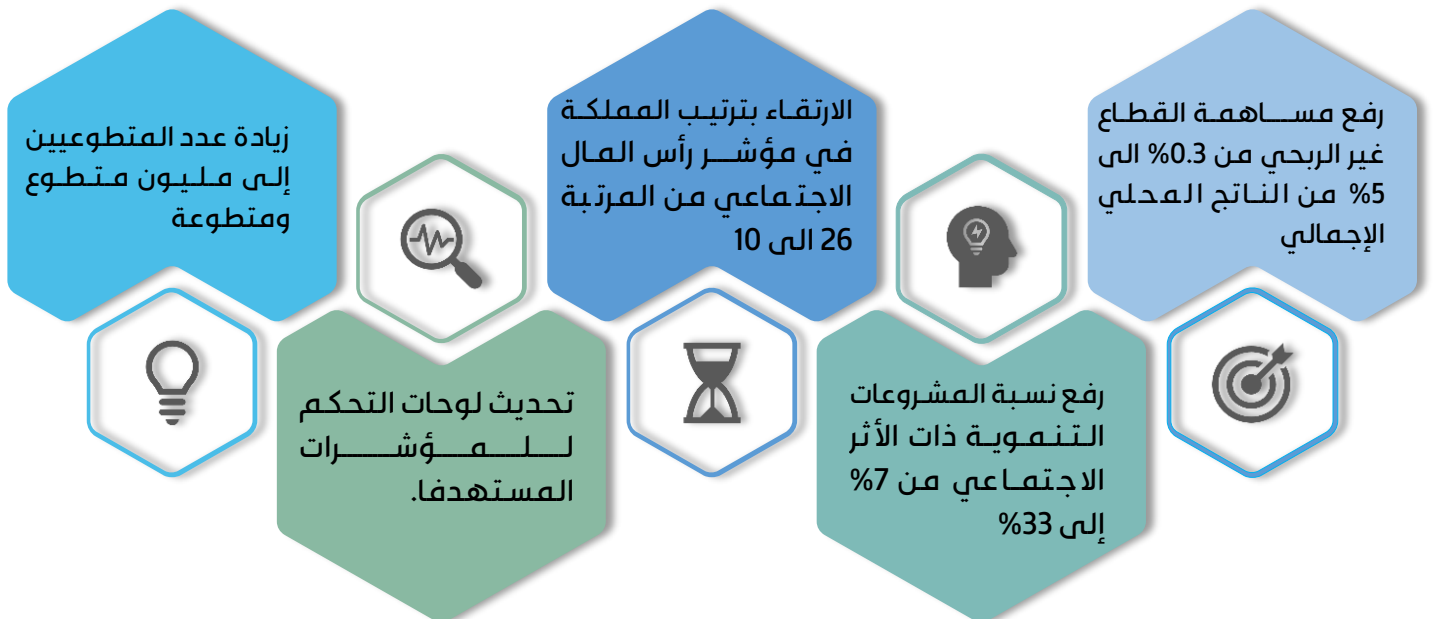 رفع مساهمة القطاع
غير الربحي من 0.3% الى
5% من الناتج المحلي
الإجمالي
رفع نسبة المشروعات
التنموية ذات الأثر
الاجتماعي من 7%
إلى 33%
الارتقاء بترتيب المملكة
في مؤشر رأس المال
الاجتماعي من المرتبة
26 الى 10
تحديث لوحات التحكم
للمؤشرات
المستهدفا.
زيادة عدد المتطوعيين
إلى مليون متطوع
ومتطوعة